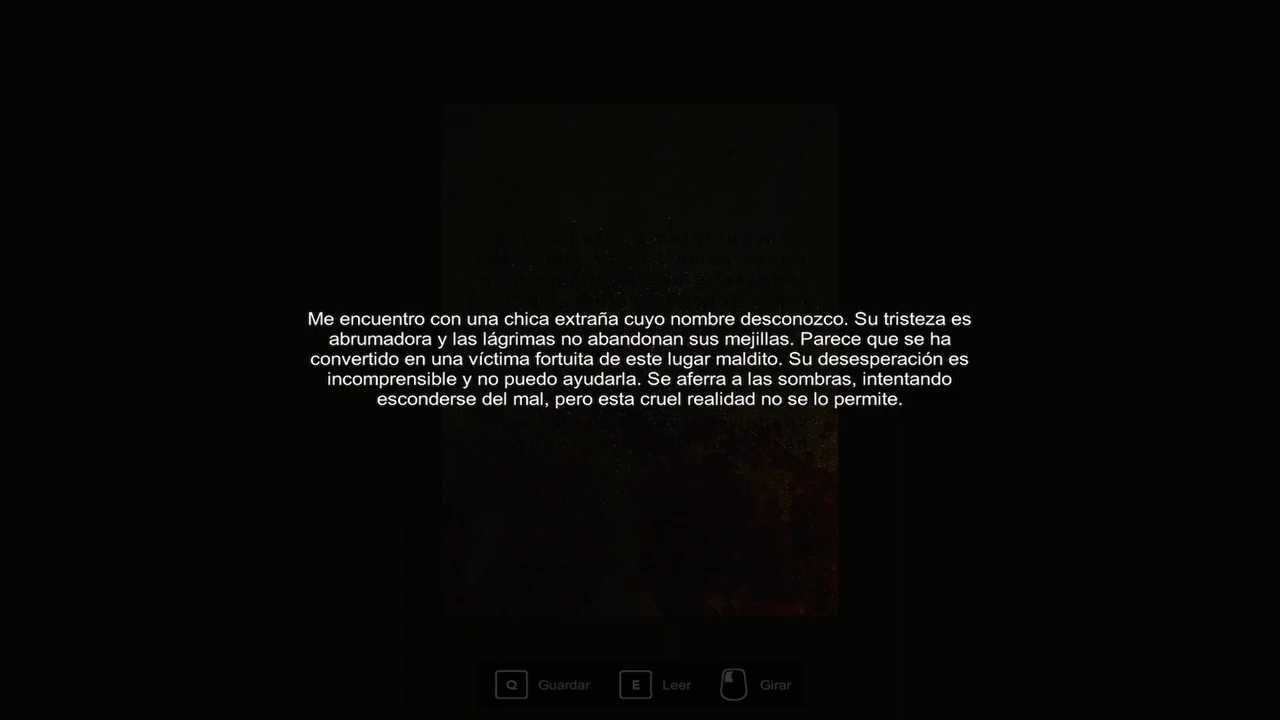 Me encuentro con una chica extraña cuyo nombre desconozco. Su tristeza es
abrumadora y las lágrimas no abandonan sus mejillas. Parece que se ha
convertido en una víctima fortuita de este lugar maldito. Su desesperación es
incomprensible y no puedo ayudarla. Se aferra a las sombras, intentando
esconderse del mal, pero esta cruel realidad no se lo permite.
Q Guardar E Leer Girar